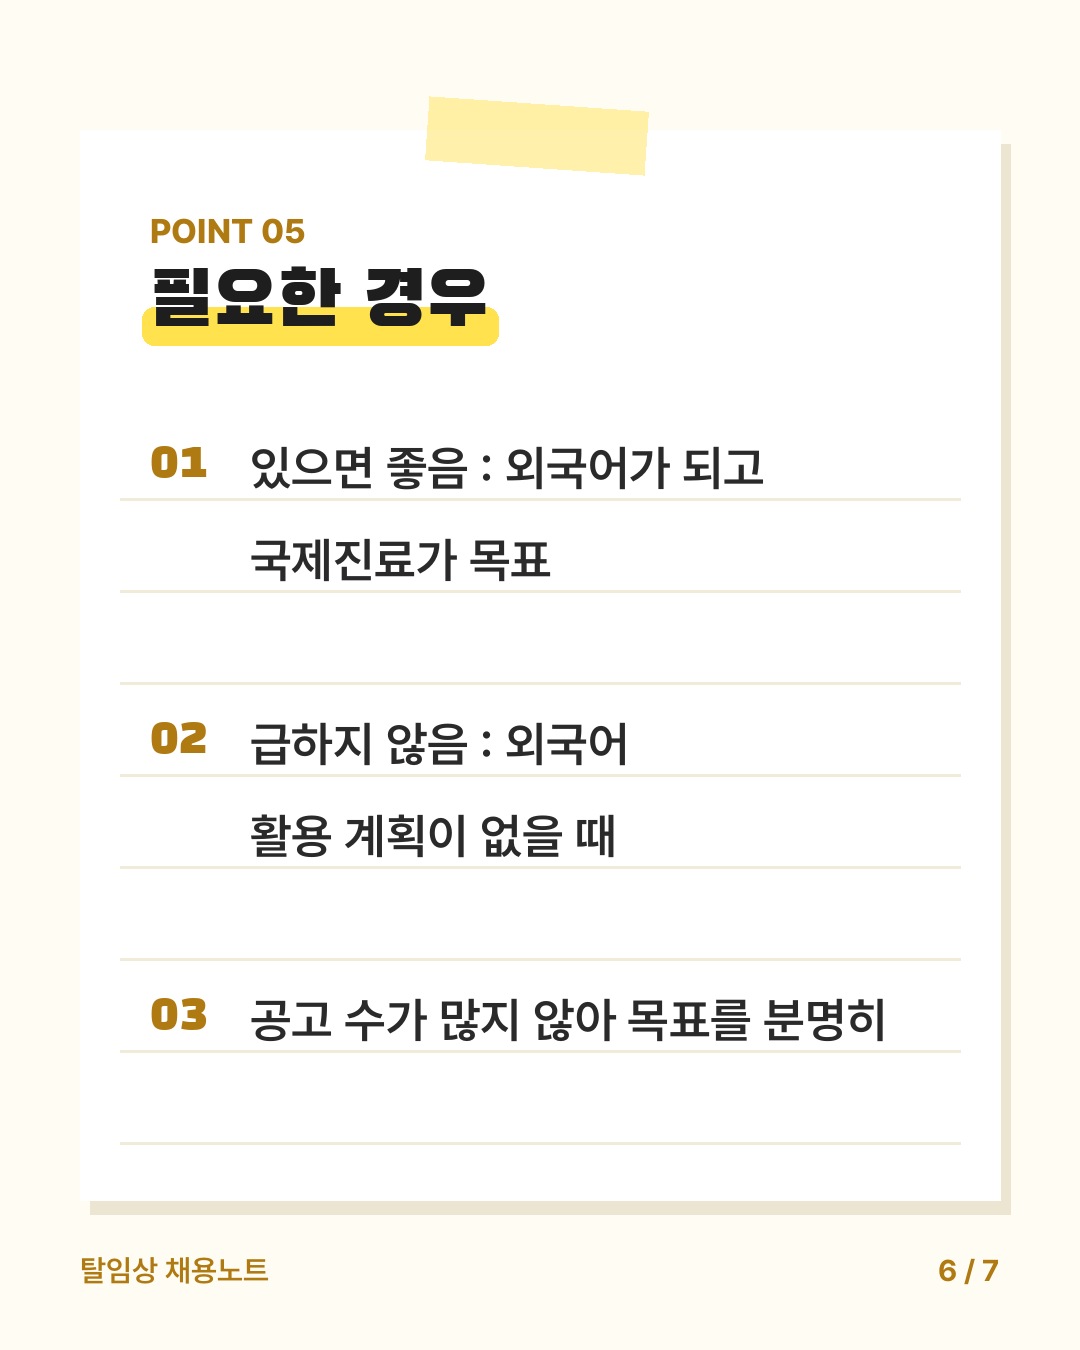 POINT 05
필요한 경우
01 있으면 좋음 : 외국어가 되고
국제진료가 목표
02 급하지 않음 : 외국어
활용 계획이 없을 때
03 공고 수가 많지 않아 목표를 분명히
탈임상 채용노트
6 / 7